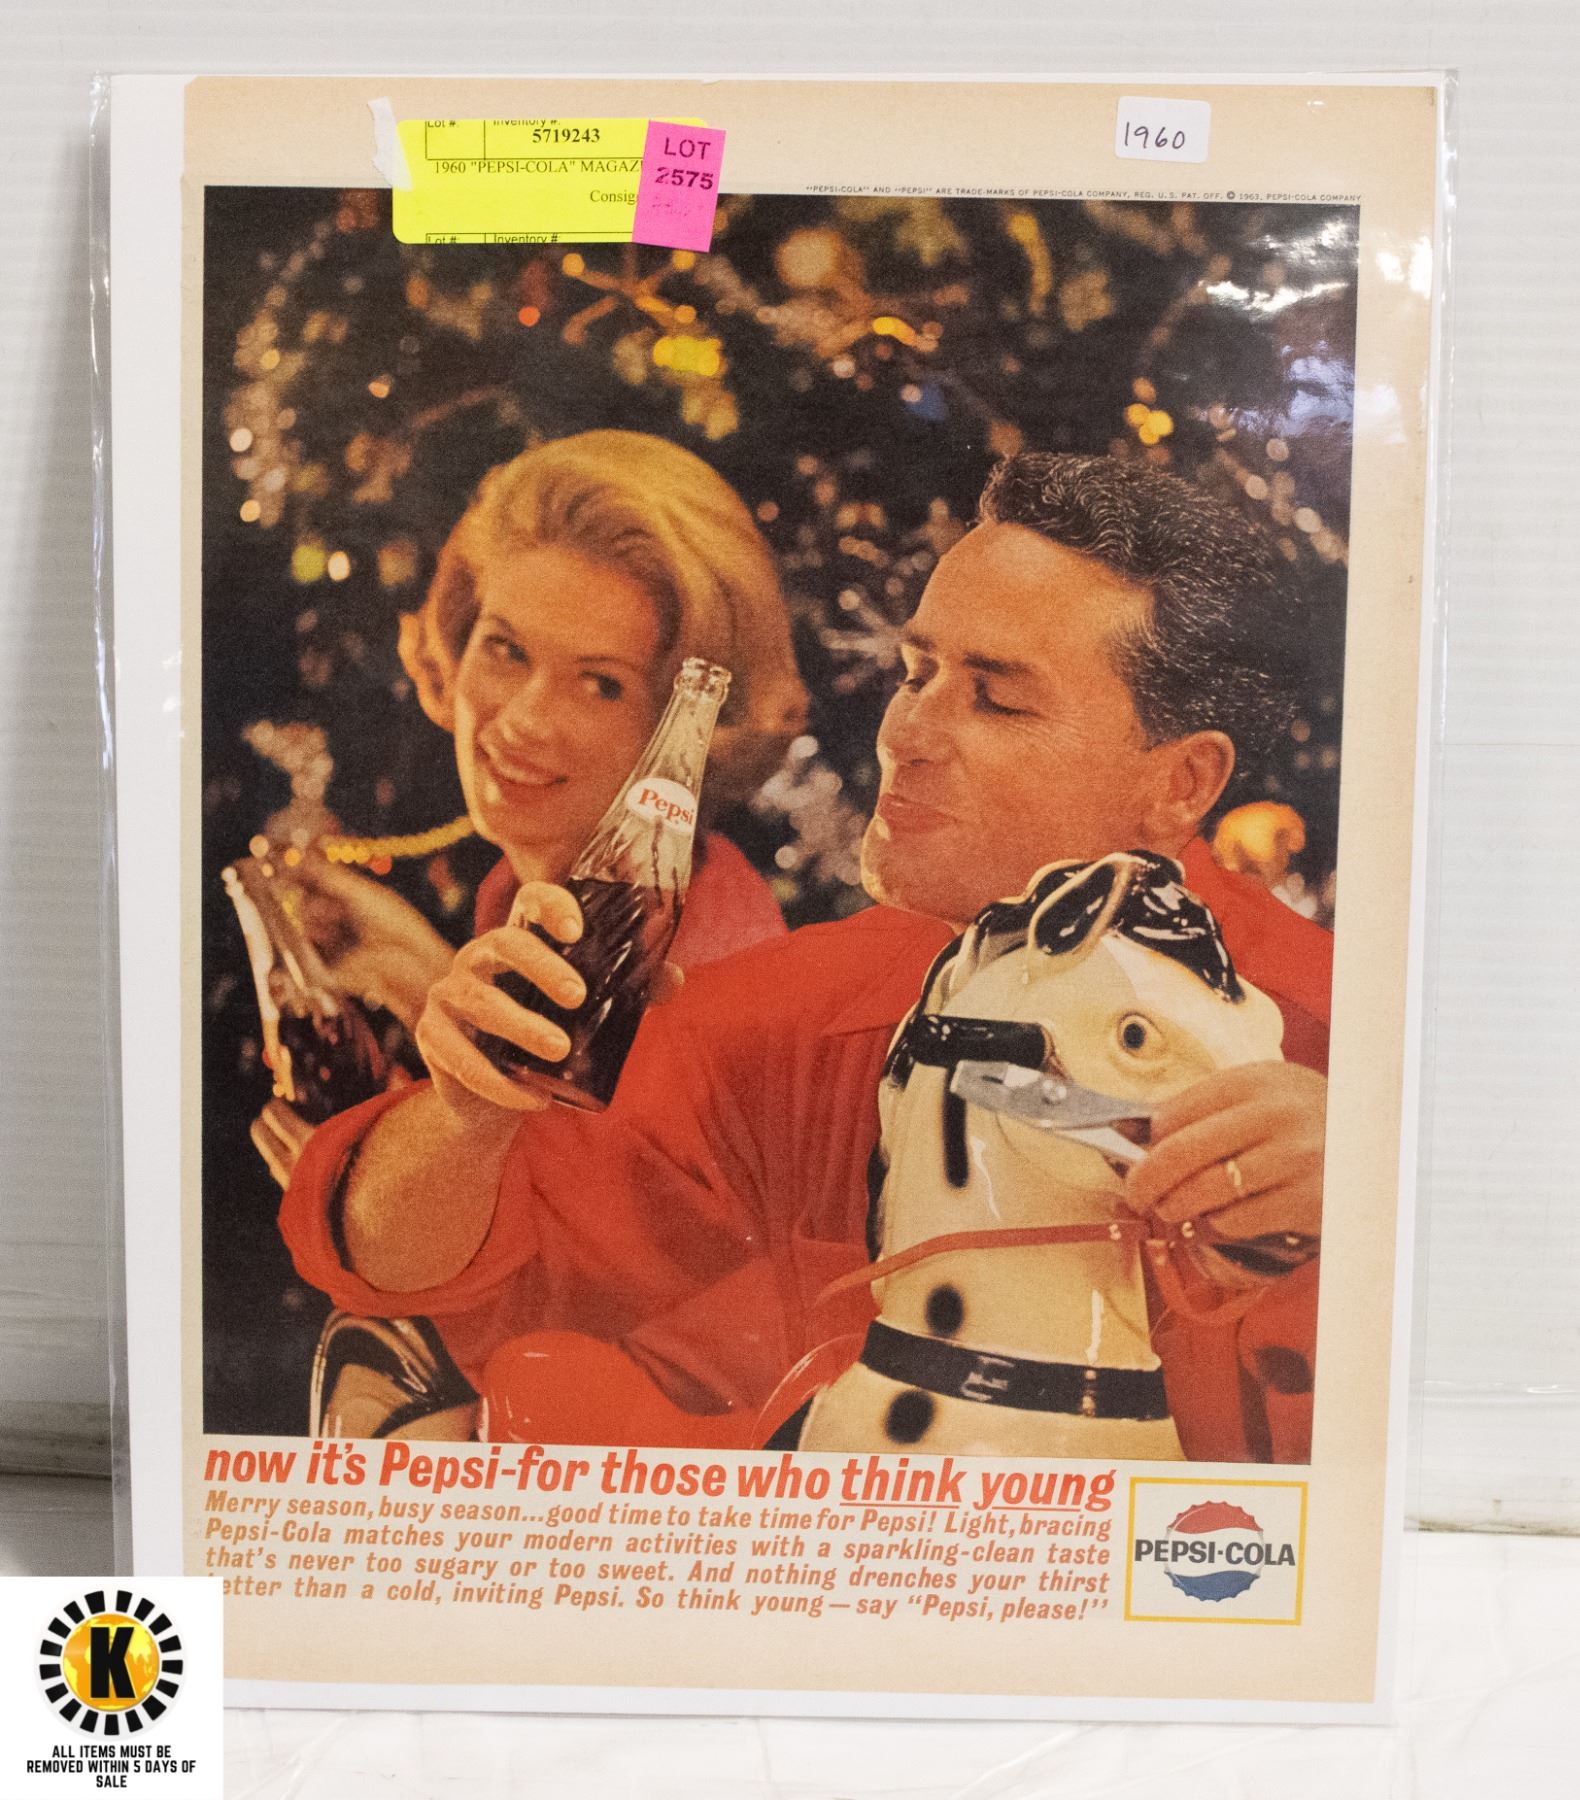 Lot #: Inventory #:
5719243
1960 "PEPSI-COLA" MAGAZ
Consig
Lot #: Inventory #:
LOT
2575
1960
"PEPSI-COLA" AND "PEPSI" ARE TRADE-MARKS OF PEPSI-COLA COMPANY, REG. U.S. PAT. OFF. © 1963, PEPSI-COLA COMPANY
Pepsi
now it's Pepsi-for those who think young
Merry season, busy season...good time to take time for Pepsi! Light, bracing
Pepsi-Cola matches your modern activities with a sparkling-clean taste
that's never too sugary or too sweet. And nothing drenches your thirst
better than a cold, inviting Pepsi. So think young—say "Pepsi, please!"
PEPSI·COLA
K
ALL ITEMS MUST BE
REMOVED WITHIN 5 DAYS OF
SALE